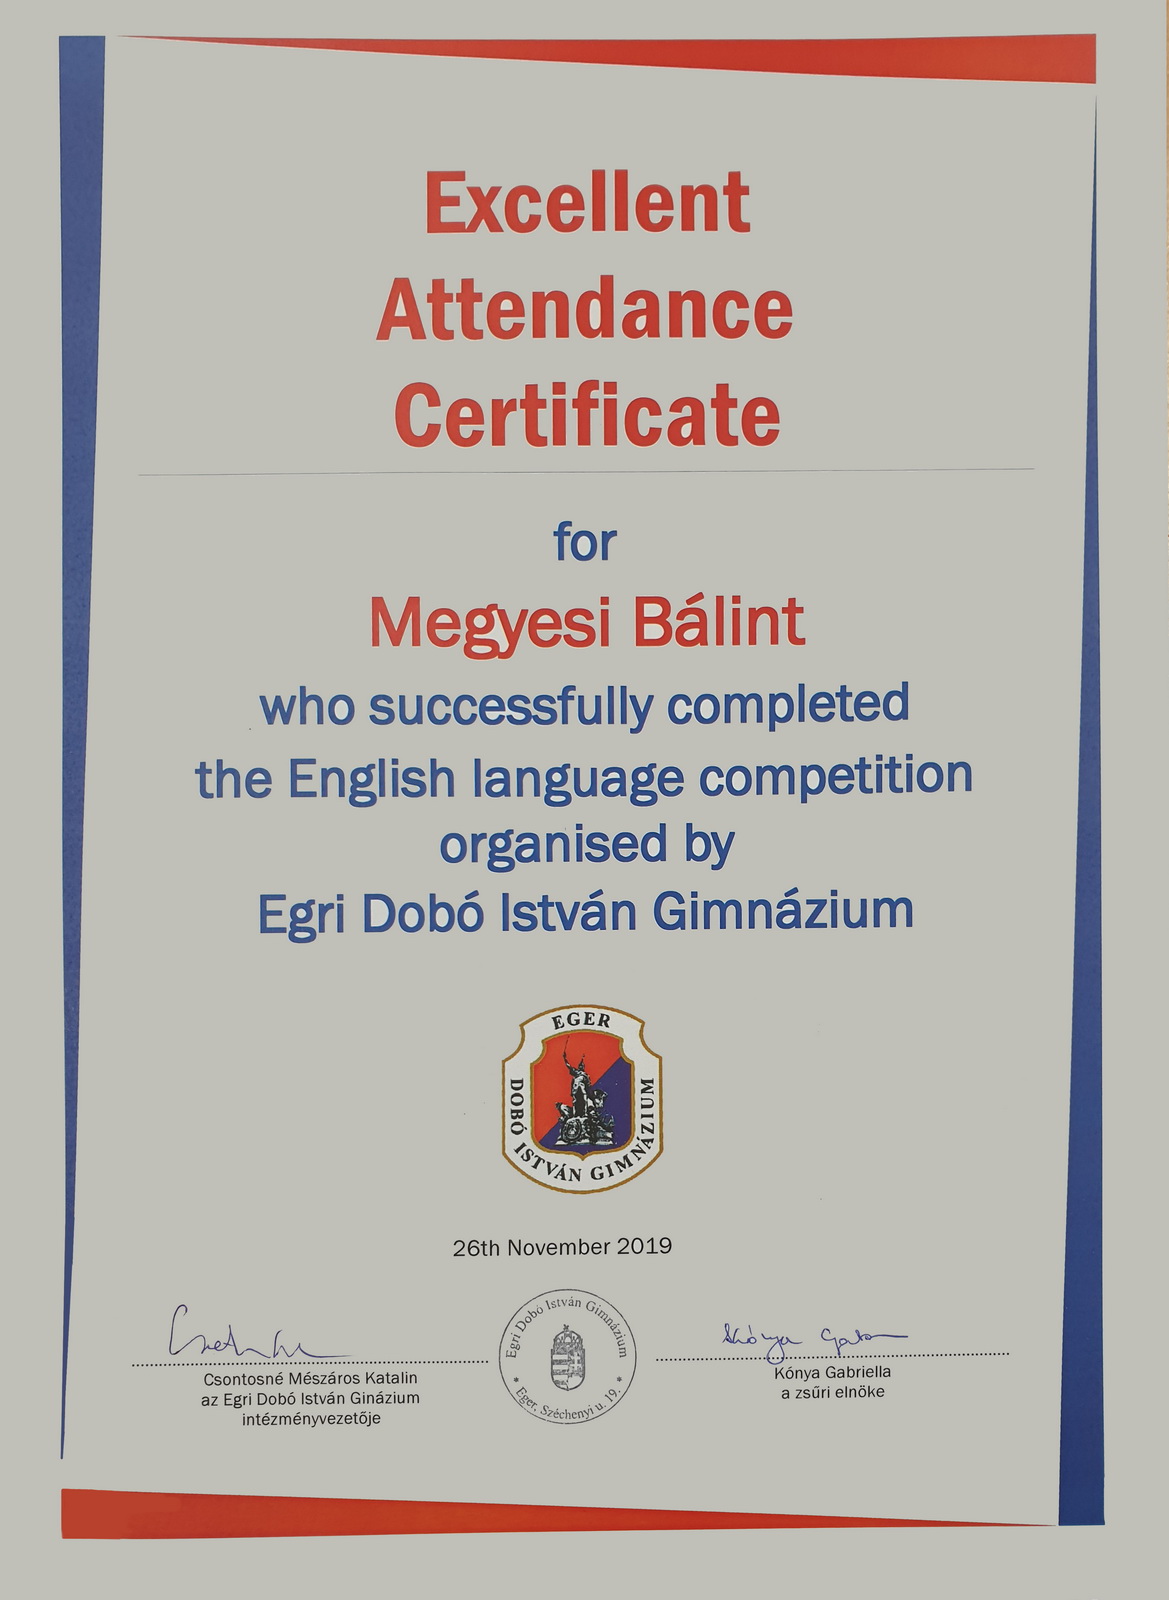 Excellent
Attendance
Certificate
for
Megyesi Bálint
who successfully completed
the English language competition
organised by
Egri Dobó István Gimnázium
EGER
DOBÓ ISTVÁN GIMNÁZIUM
26th November 2019
Egri Dobó István Gimnázium
* Eger, Széchenyi u. 19. *
Csontosné Mészáros Katalin
az Egri Dobó István Ginázium
intézményvezetője
Kónya Gabriella
Kónya Gabriella
a zsűri elnöke